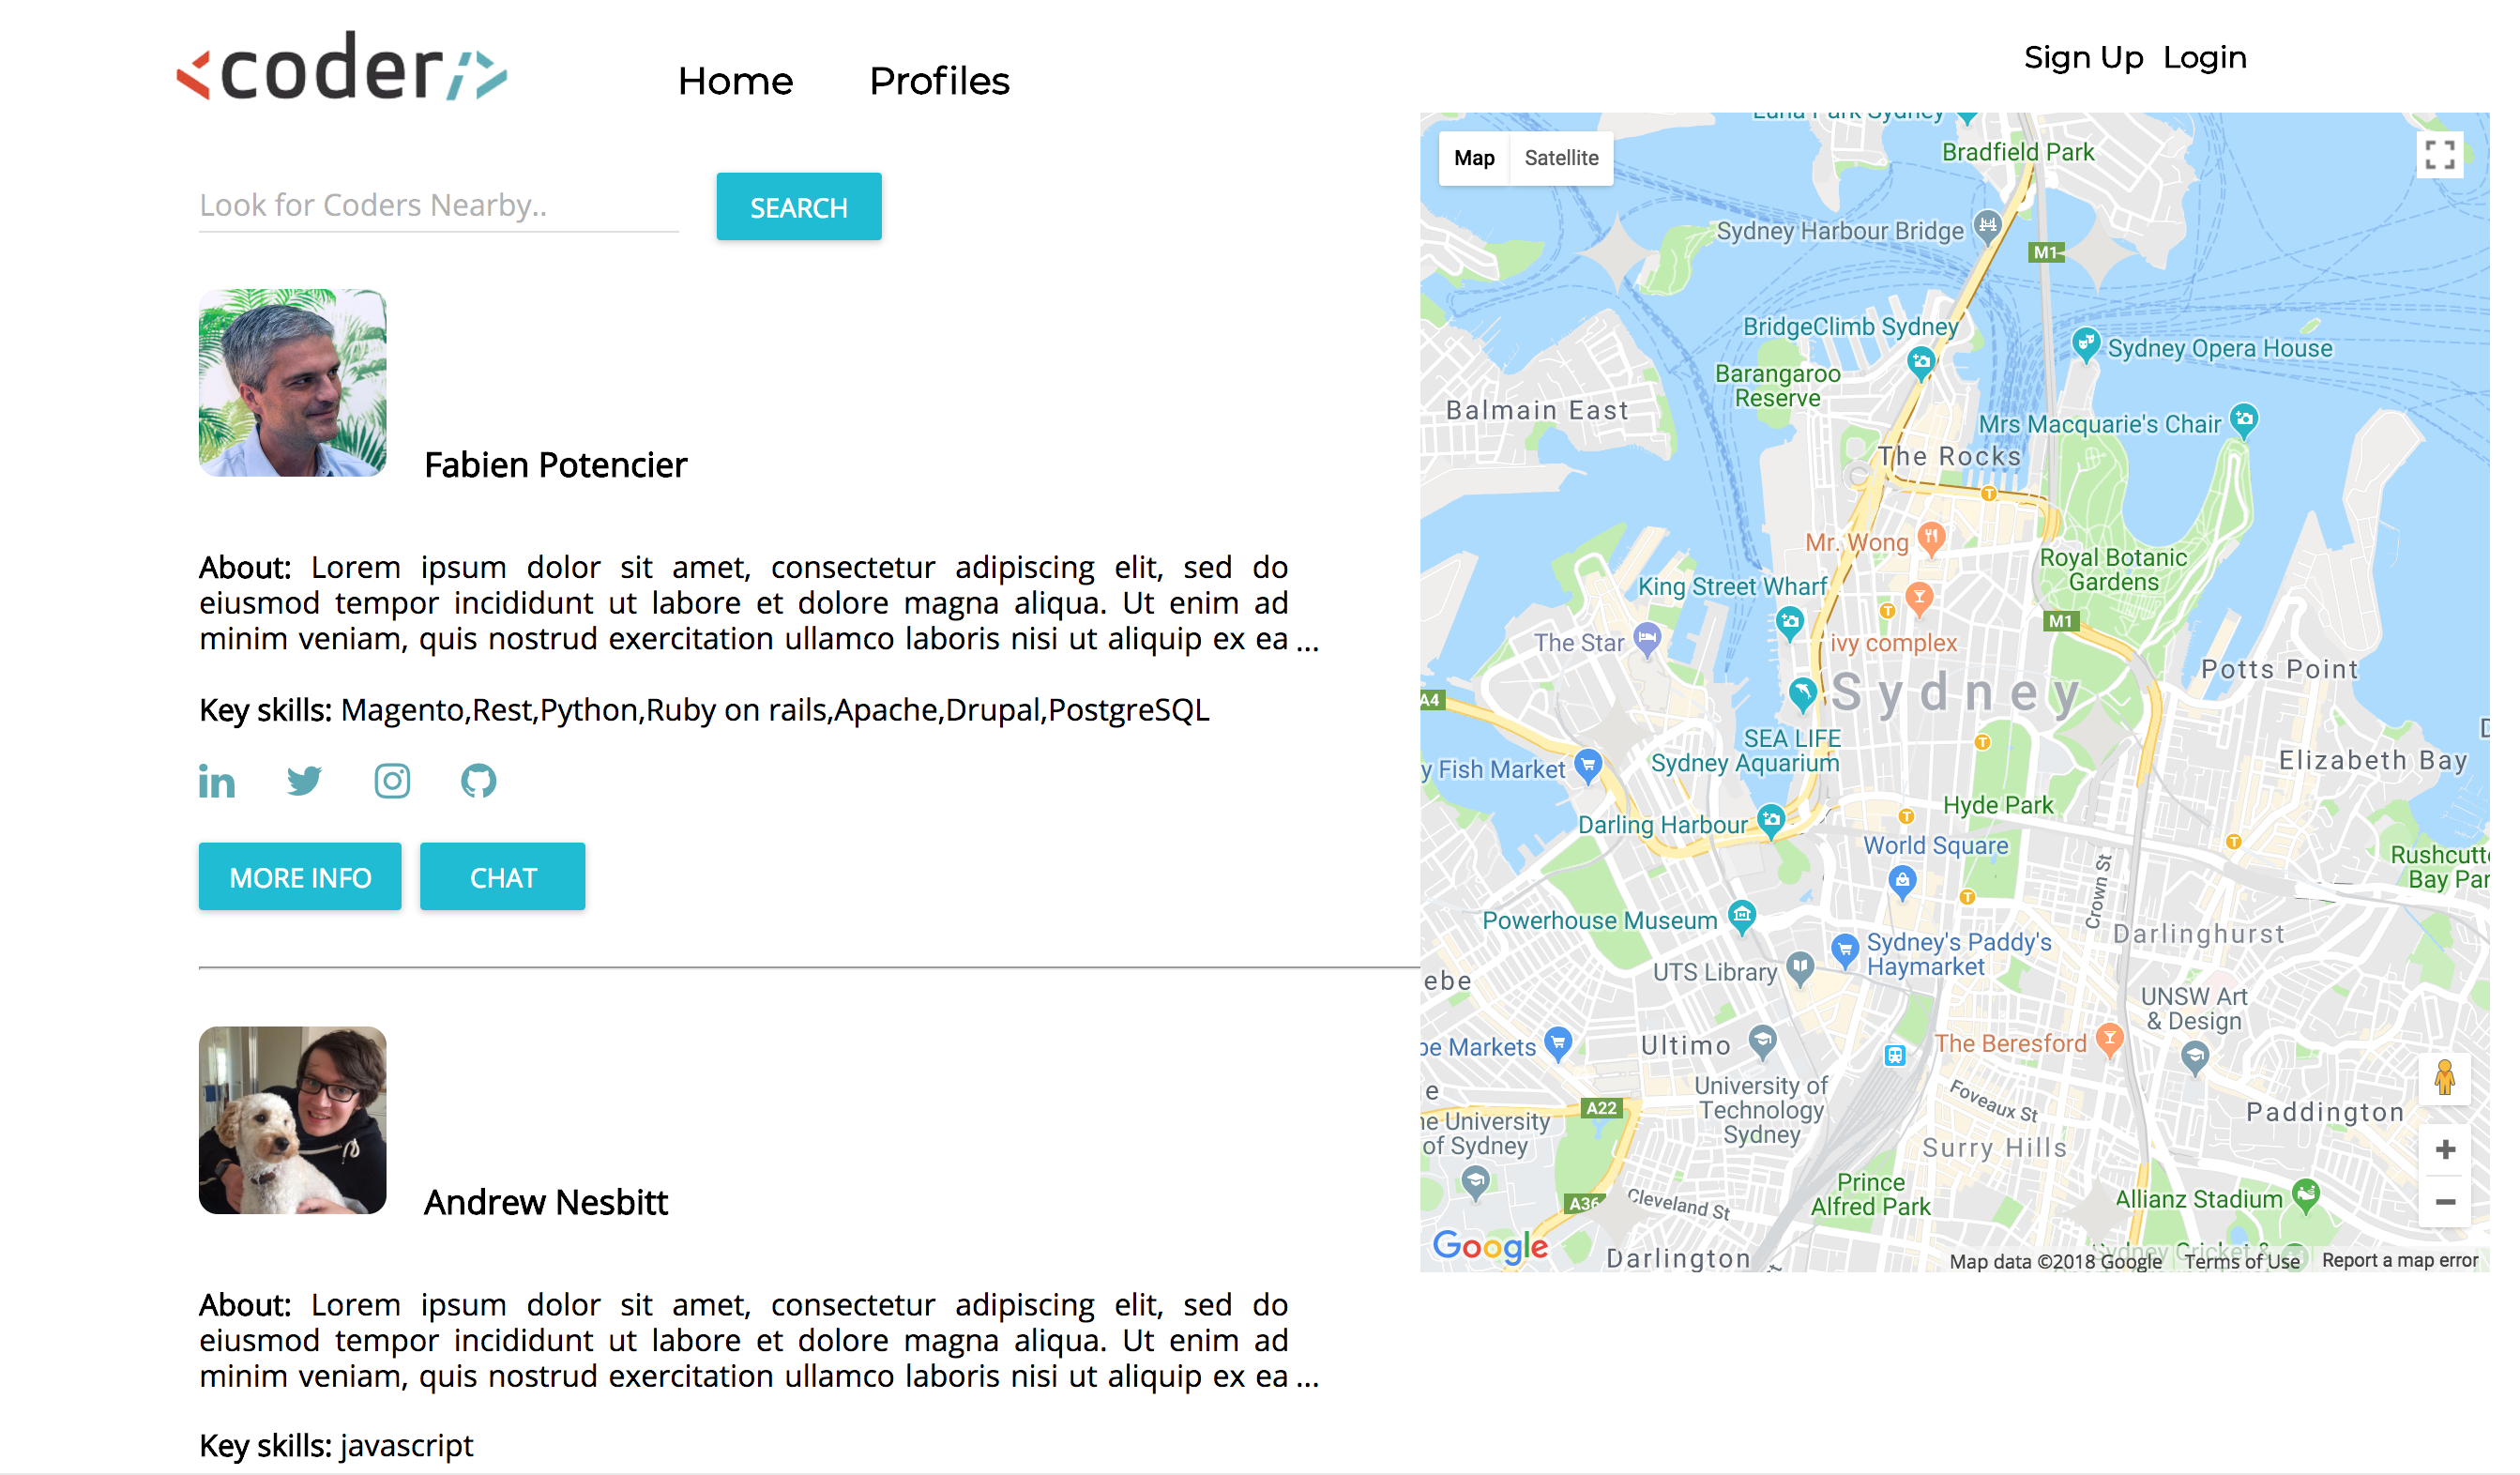 <coder/>
Home
Profiles
Sign Up
Login
Look for Coders Nearby..
SEARCH
Fabien Potencier
About: Lorem ipsum dolor sit amet, consectetur adipiscing elit, sed do
eiusmod tempor incididunt ut labore et dolore magna aliqua. Ut enim ad
minim veniam, quis nostrud exercitation ullamco laboris nisi ut aliquip ex ea ...
Key skills: Magento,Rest,Python,Ruby on rails,Apache,Drupal,PostgreSQL
in
MORE INFO
CHAT
Andrew Nesbitt
About: Lorem ipsum dolor sit amet, consectetur adipiscing elit, sed do
eiusmod tempor incididunt ut labore et dolore magna aliqua. Ut enim ad
minim veniam, quis nostrud exercitation ullamco laboris nisi ut aliquip ex ea ...
Key skills: javascript
Map
Satellite
Luna Park Sydney
Bradfield Park
Sydney Harbour Bridge
M1
BridgeClimb Sydney
Sydney Opera House
Barangaroo
Reserve
Balmain East
Mrs Macquarie's Chair
The Rocks
Mr. Wong
Royal Botanic
Gardens
King Street Wharf
M1
The Star
ivy complex
Potts Point
Sydney
A4
SEA LIFE
Sydney Aquarium
Elizabeth Bay
y Fish Market
Hyde Park
Darling Harbour
World Square
Rushcutte
Bay Par
Crown St
Powerhouse Museum
Darlinghurst
Sydney's Paddy's
Haymarket
UTS Library
ebe
UNSW Art
& Design
be Markets
Ultimo
The Beresford
e
University of
Technology
Sydney
Foveaux St
A22
Paddington
ne University
of Sydney
Surry Hills
Prince
Alfred Park
Cleveland St
A36
Allianz Stadium
Google
Darlington
Sydney Cricket &
Map data ©2018 Google
Terms of Use
Report a map error